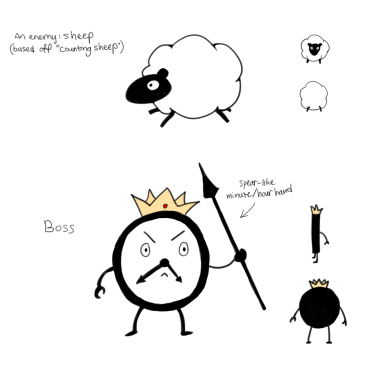 An enemy: sheep
(based off "counting sheep")
spear-like
minute/hour hand
Boss